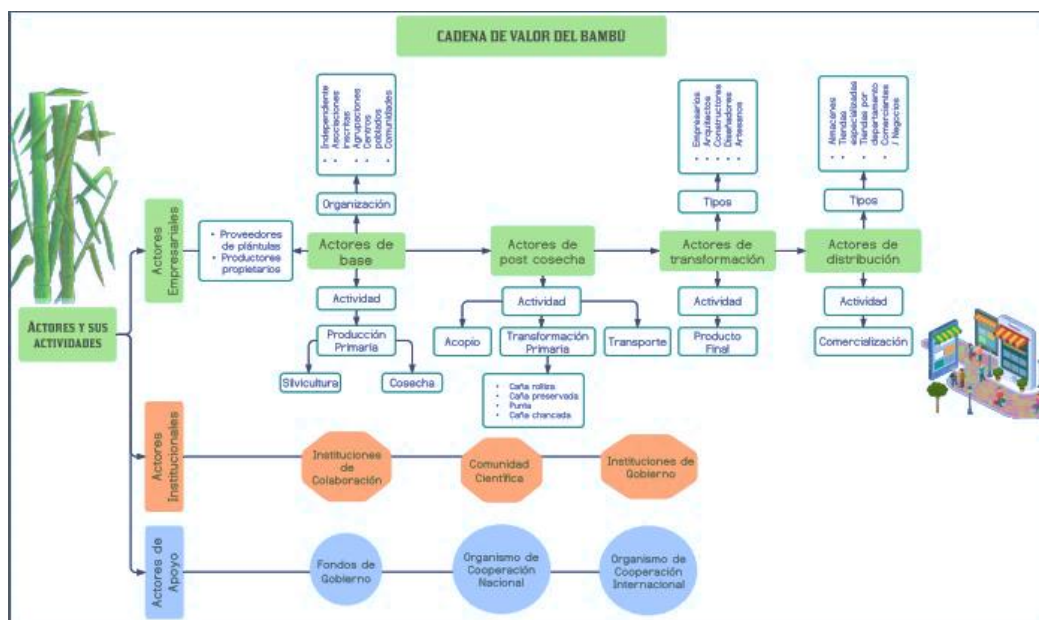 CADENA DE VALOR DEL BAMBÚ
• Independiente
• Asociaciones
inscritas
• Agrupaciones
• Centros
poblados
• Comunidades
• Empresarios
• Arquitectos
• Constructores
• Diseñadores
• Artesanos
• Almacenes
• Tiendas
especializadas
• Tiendas por
departamento
• Comerciantes
/ Negocios
Organización
Tipos
Tipos
Actores
Empresariales
• Proveedores
de plántulas
• Productores
propietarios
Actores de
base
Actores de
post cosecha
Actores de
transformación
Actores de
distribución
Actividad
Actividad
Actividad
Actividad
ACTORES Y SUS
ACTIVIDADES
Producción
Primaria
Acopio
Transformación
Primaria
Transporte
Producto
Final
Comercialización
Silvicultura
Cosecha
• Caña rolliza
• Caña preservada
• Punta
• Caña chancada
Actores
Institucionales
Instituciones
de
Colaboración
Comunidad
Científica
Instituciones de
Gobierno
Actores de
Apoyo
Fondos de
Gobierno
Organismo de
Cooperación
Nacional
Organismo de
Cooperación
Internacional